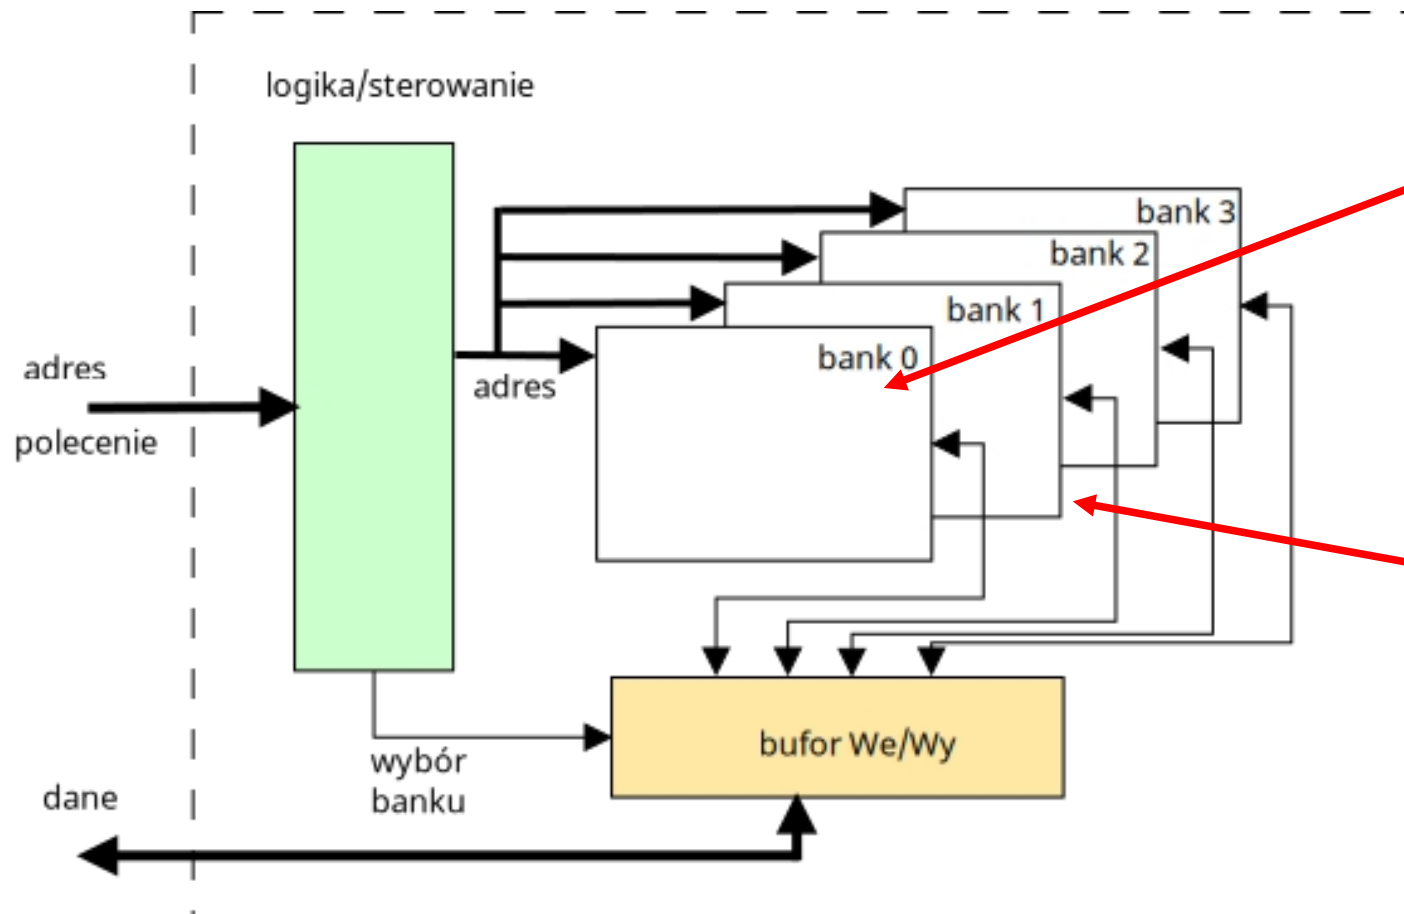 logika/sterowanie
bank 3
bank 2
bank 1
bank 0
adres
adres
polecenie
bufor We/Wy
wybór
banku
dane